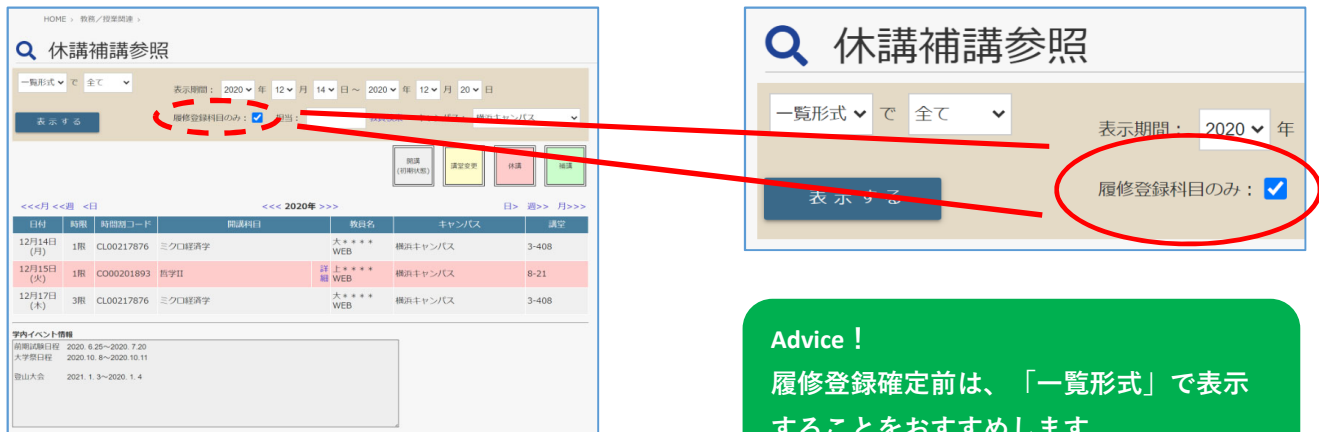 HOME › 教務／授業関連 ›
休講補講参照
一覧形式 で 全て
表示期間： 2020 年 12 月 14 日 ～ 2020 年 12 月 20 日
表示する
履修登録科目のみ： 担当： キャンパス： 横浜キャンパス
開講 (初期状態) 講堂変更 休講 補講
<<<月 <<週 <日 <<< 2020年 >>> 日> 週>> 月>>>
日付 時限 時間割コード 開講科目 教員名 キャンパス 講堂
12月14日(月) 1限 CL00217876 ミクロ経済学 大＊＊＊＊ WEB 横浜キャンパス 3-408
12月15日(火) 1限 CO00201893 哲学II 詳細 上＊＊＊＊ WEB 横浜キャンパス 8-21
12月17日(木) 3限 CL00217876 ミクロ経済学 大＊＊＊＊ WEB 横浜キャンパス 3-408
学内イベント情報
前期試験日程 2020. 6.25～2020. 7.20
大学祭日程 2020.10. 8～2020.10.11
登山大会 2021. 1. 3～2020. 1. 4
休講補講参照
一覧形式 で 全て
表示期間： 2020 年
履修登録科目のみ：
表示する
Advice！
履修登録確定前は、「一覧形式」で表示
することをおすすめします